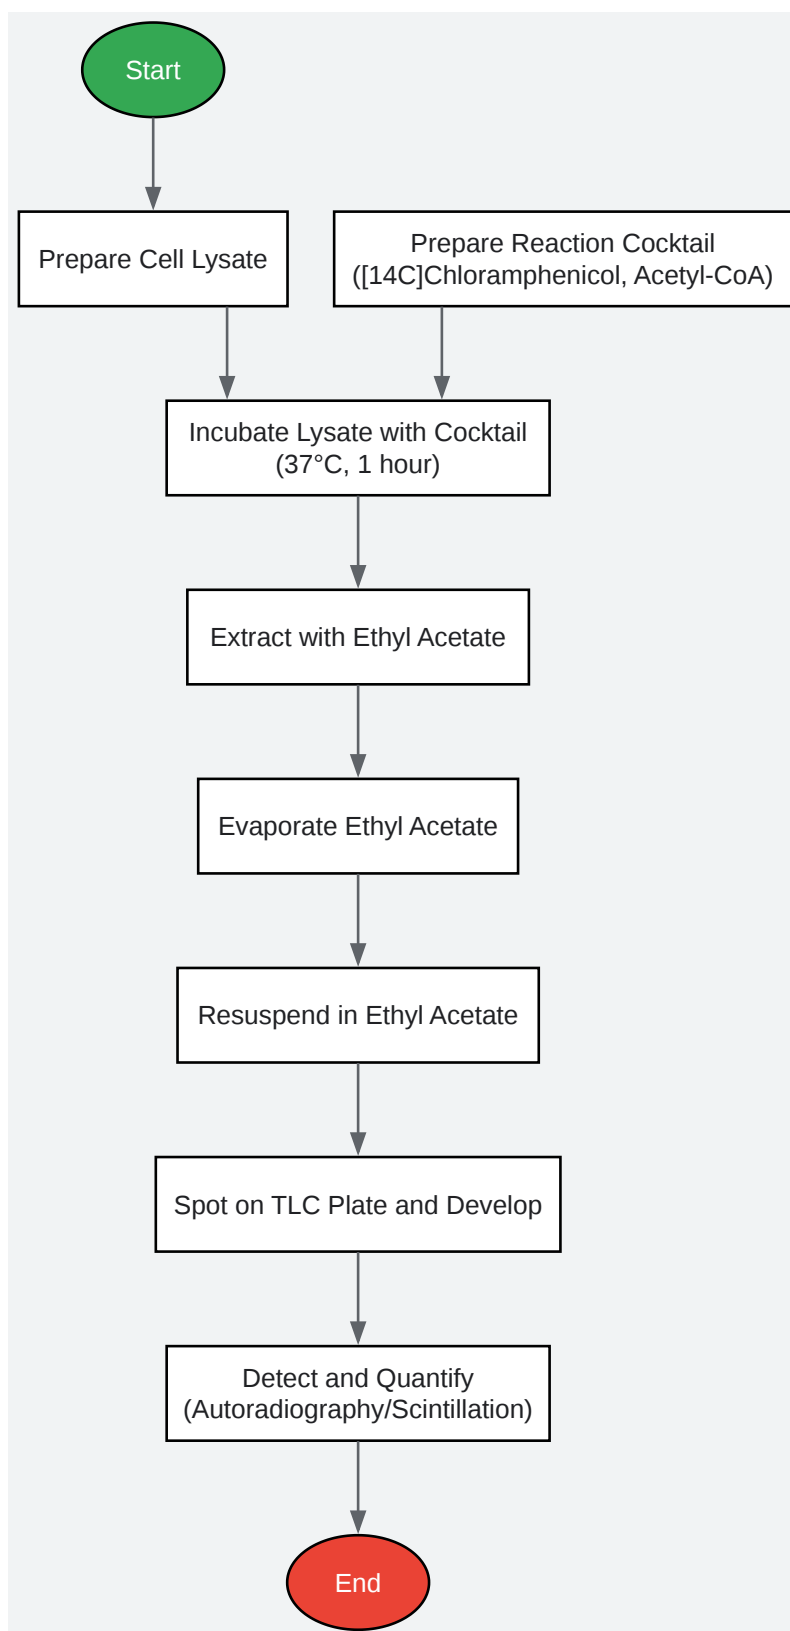 Start
Prepare Cell Lysate
Prepare Reaction Cocktail
([14C]Chloramphenicol, Acetyl-CoA)
Incubate Lysate with Cocktail
(37°C, 1 hour)
Extract with Ethyl Acetate
Evaporate Ethyl Acetate
Resuspend in Ethyl Acetate
Spot on TLC Plate and Develop
Detect and Quantify
(Autoradiography/Scintillation)
End